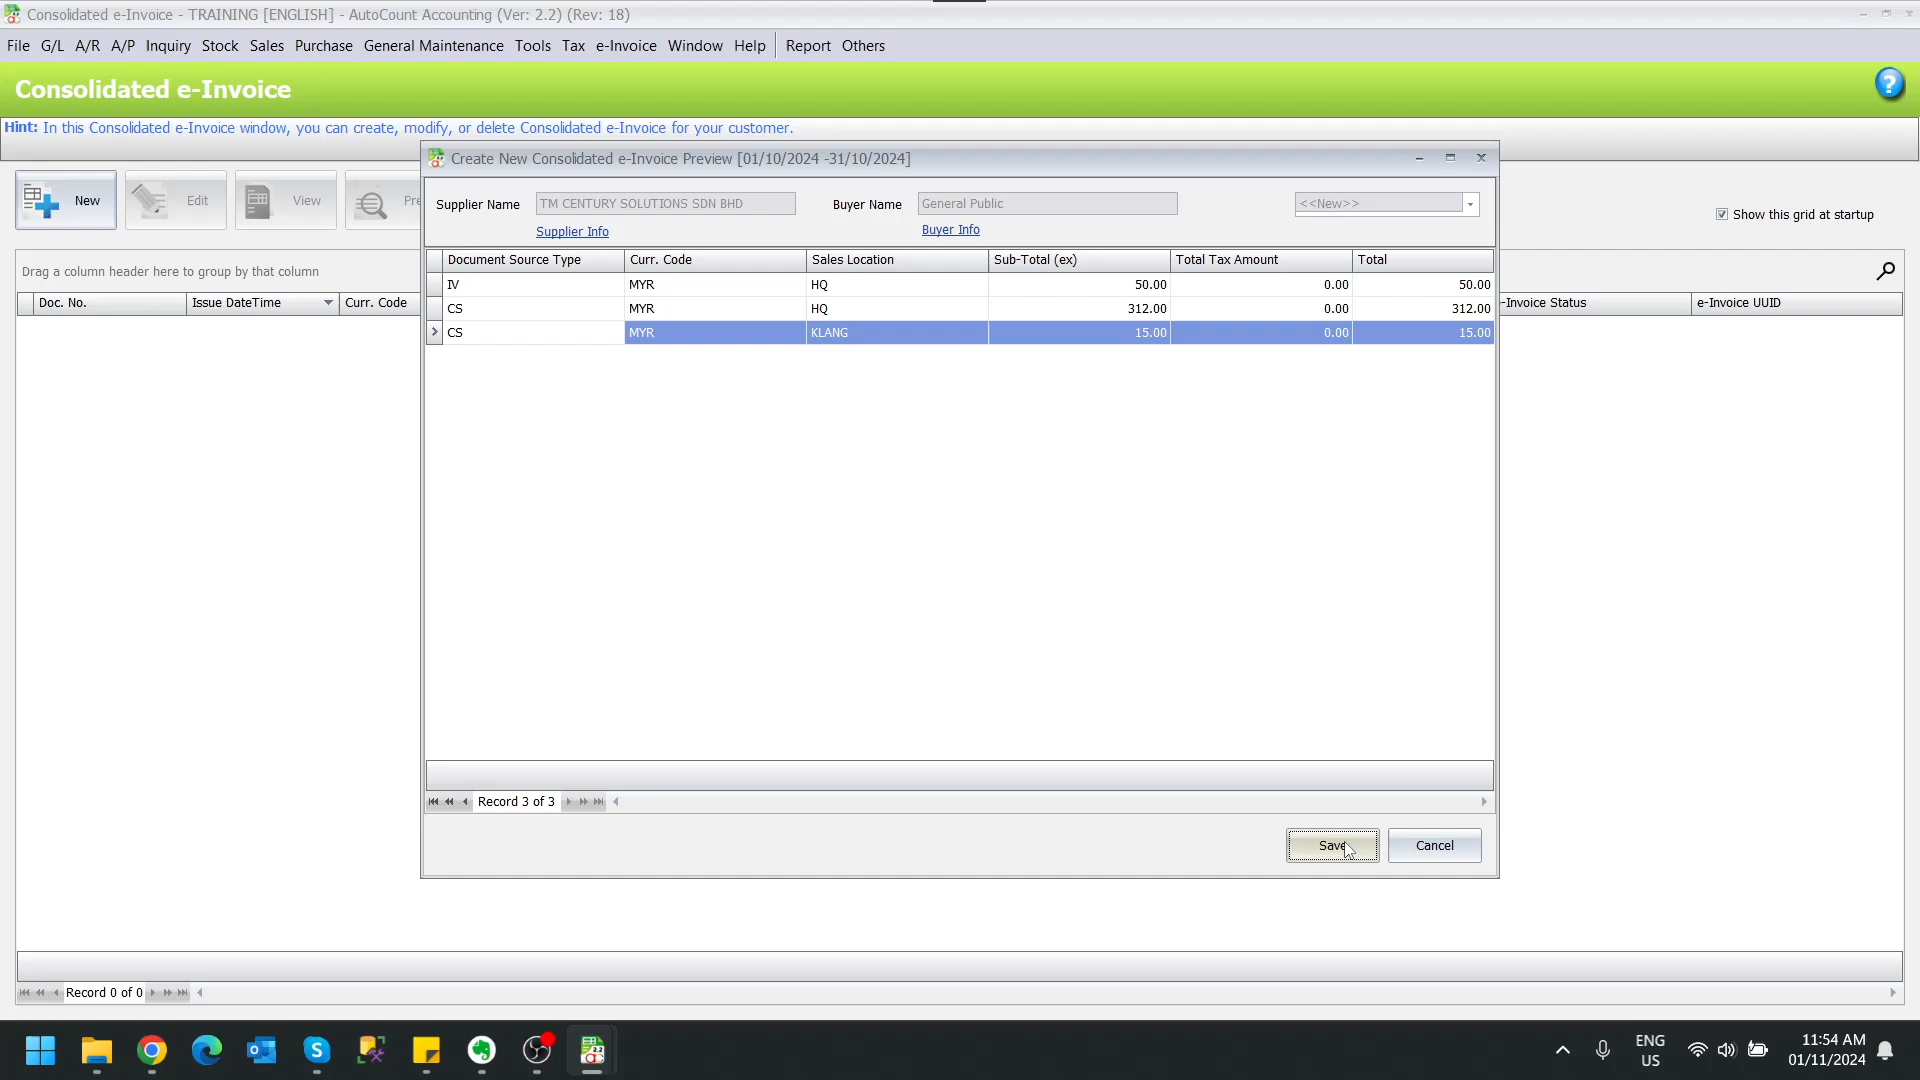 Consolidated e-Invoice - TRAINING [ENGLISH] - AutoCount Accounting (Ver: 2.2) (Rev: 18)
File G/L A/R A/P Inquiry Stock Sales Purchase General Maintenance Tools Tax e-Invoice Window Help Report Others
Consolidated e-Invoice
Hint: In this Consolidated e-Invoice window, you can create, modify, or delete Consolidated e-Invoice for your customer.
Create New Consolidated e-Invoice Preview [01/10/2024 -31/10/2024]
New Edit View Pre
Supplier Name TM CENTURY SOLUTIONS SDN BHD Buyer Name General Public <<New>>
Show this grid at startup
Supplier Info Buyer Info
Drag a column header here to group by that column
Doc. No. Issue DateTime Curr. Code -Invoice Status e-Invoice UUID
Document Source Type Curr. Code Sales Location Sub-Total (ex) Total Tax Amount Total
IV MYR HQ 50.00 0.00 50.00
CS MYR HQ 312.00 0.00 312.00
CS MYR KLANG 15.00 0.00 15.00
Record 3 of 3
Save Cancel
Record 0 of 0
ENG
US
11:54 AM
01/11/2024